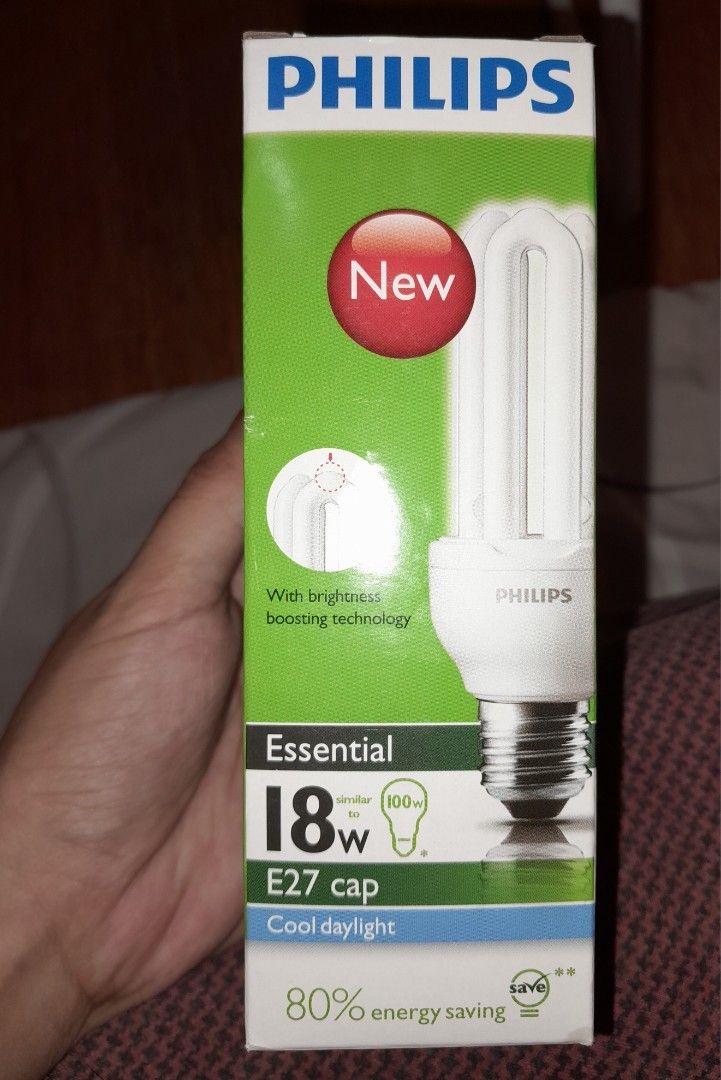 PHILIPS
New
With brightness
boosting technology
PHILIPS
Essential
18w similar to 100w*
E27 cap
Cool daylight
80% energy saving save**